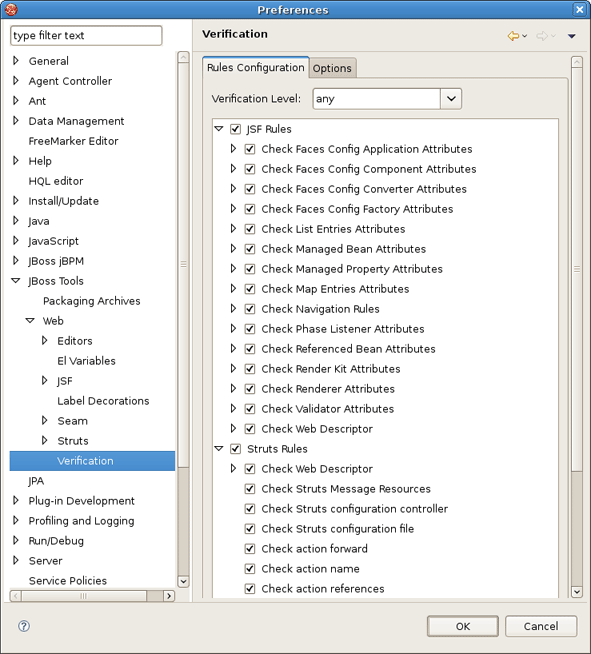 Preferences
type filter text
General
Agent Controller
Ant
Data Management
FreeMarker Editor
Help
HQL editor
Install/Update
Java
JavaScript
JBoss jBPM
JBoss Tools
Packaging Archives
Web
Editors
El Variables
JSF
Label Decorations
Seam
Struts
Verification
JPA
Plug-in Development
Profiling and Logging
Run/Debug
Server
Service Policies
Verification
Rules Configuration
Options
Verification Level: any
JSF Rules
Check Faces Config Application Attributes
Check Faces Config Component Attributes
Check Faces Config Converter Attributes
Check Faces Config Factory Attributes
Check List Entries Attributes
Check Managed Bean Attributes
Check Managed Property Attributes
Check Map Entries Attributes
Check Navigation Rules
Check Phase Listener Attributes
Check Referenced Bean Attributes
Check Render Kit Attributes
Check Renderer Attributes
Check Validator Attributes
Check Web Descriptor
Struts Rules
Check Web Descriptor
Check Struts Message Resources
Check Struts configuration controller
Check Struts configuration file
Check action forward
Check action name
Check action references
?
OK
Cancel